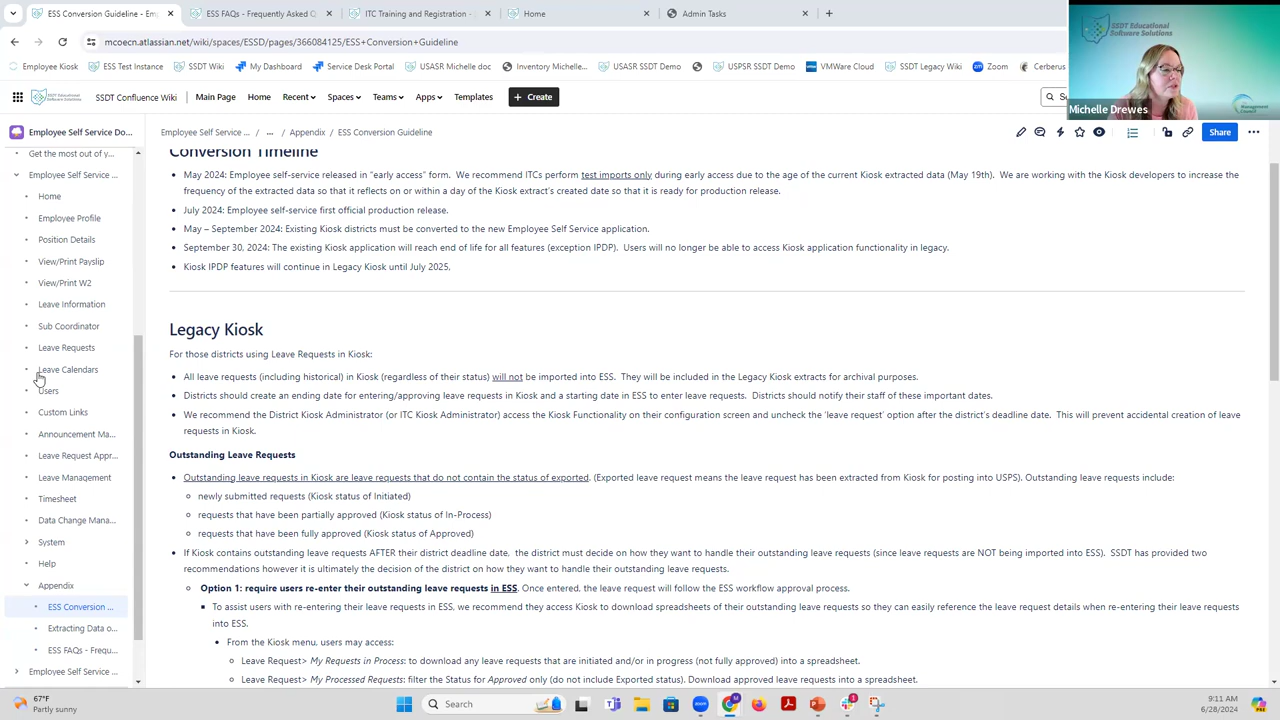 ESS Conversion Guideline - Em
ESS FAQs - Frequently Asked Q
ITC Training and Registration -
Home
Admin Tasks
mcoecn.atlassian.net/wiki/spaces/ESSD/pages/366084125/ESS+Conversion+Guideline
Employee Kiosk
ESS Test Instance
SSDT Wiki
My Dashboard
Service Desk Portal
USASR Michelle doc
Inventory Michelle...
USASR SSDT Demo
USPSR SSDT Demo
VMWare Cloud
SSDT Legacy Wiki
Zoom
Cerberus
SSDT Educational
Software Solutions
Management
Council
Michelle Drewes
SSDT Confluence Wiki
Main Page
Home
Recent
Spaces
Teams
Apps
Templates
+ Create
Employee Self Service Do...
Employee Self Service ... / ... / Appendix / ESS Conversion Guideline
Share
Get the most out of y...
Employee Self Service ...
Home
Employee Profile
Position Details
View/Print Payslip
View/Print W2
Leave Information
Sub Coordinator
Leave Requests
Leave Calendars
Users
Custom Links
Announcement Ma...
Leave Request Appr...
Leave Management
Timesheet
Data Change Mana...
System
Help
Appendix
ESS Conversion ...
Extracting Data o...
ESS FAQs - Frequ...
Employee Self Service ...
Conversion Timeline
• May 2024: Employee self-service released in "early access" form. We recommend ITCs perform test imports only during early access due to the age of the current Kiosk extracted data (May 19th). We are working with the Kiosk developers to increase the
frequency of the extracted data so that it reflects on or within a day of the Kiosk extract's created date so that it is ready for production release.
• July 2024: Employee self-service first official production release.
• May – September 2024: Existing Kiosk districts must be converted to the new Employee Self Service application.
• September 30, 2024: The existing Kiosk application will reach end of life for all features (exception IPDP). Users will no longer be able to access Kiosk application functionality in legacy.
• Kiosk IPDP features will continue in Legacy Kiosk until July 2025.
Legacy Kiosk
For those districts using Leave Requests in Kiosk:
• All leave requests (including historical) in Kiosk (regardless of their status) will not be imported into ESS. They will be included in the Legacy Kiosk extracts for archival purposes.
• Districts should create an ending date for entering/approving leave requests in Kiosk and a starting date in ESS to enter leave requests. Districts should notify their staff of these important dates.
• We recommend the District Kiosk Administrator (or ITC Kiosk Administrator) access the Kiosk Functionality on their configuration screen and uncheck the 'leave request' option after the district's deadline date. This will prevent accidental creation of leave
requests in Kiosk.
Outstanding Leave Requests
• Outstanding leave requests in Kiosk are leave requests that do not contain the status of exported. (Exported leave request means the leave request has been extracted from Kiosk for posting into USPS). Outstanding leave requests include:
newly submitted requests (Kiosk status of Initiated)
requests that have been partially approved (Kiosk status of In-Process)
requests that have been fully approved (Kiosk status of Approved)
• If Kiosk contains outstanding leave requests AFTER their district deadline date, the district must decide on how they want to handle their outstanding leave requests (since leave requests are NOT being imported into ESS). SSDT has provided two
recommendations however it is ultimately the decision of the district on how they want to handle their outstanding leave requests.
Option 1: require users re-enter their outstanding leave requests in ESS. Once entered, the leave request will follow the ESS workflow approval process.
To assist users with re-entering their leave requests in ESS, we recommend they access Kiosk to download spreadsheets of their outstanding leave requests so they can easily reference the leave request details when re-entering their leave requests
into ESS.
• From the Kiosk menu, users may access:
Leave Request> My Requests in Process: to download any leave requests that are initiated and/or in progress (not fully approved) into a spreadsheet.
Leave Request> My Processed Requests: filter the Status for Approved only (do not include Exported status). Download approved leave requests into a spreadsheet.
67°F
Partly sunny
Search
9:11 AM
6/28/2024